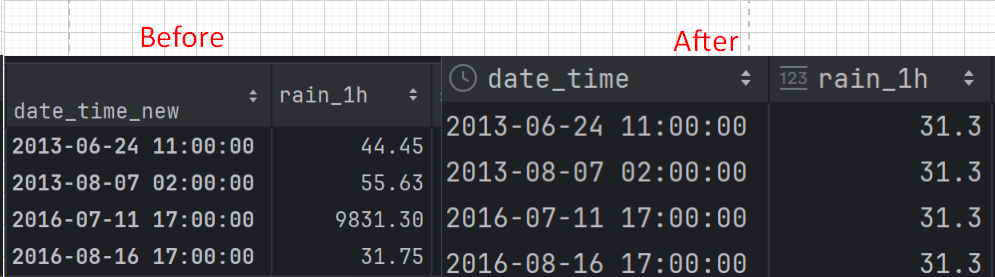 Before After
date_time_new rain_1h
2013-06-24 11:00:00 44.45
2013-08-07 02:00:00 55.63
2016-07-11 17:00:00 9831.30
2016-08-16 17:00:00 31.75
date_time 123 rain_1h
2013-06-24 11:00:00 31.3
2013-08-07 02:00:00 31.3
2016-07-11 17:00:00 31.3
2016-08-16 17:00:00 31.3